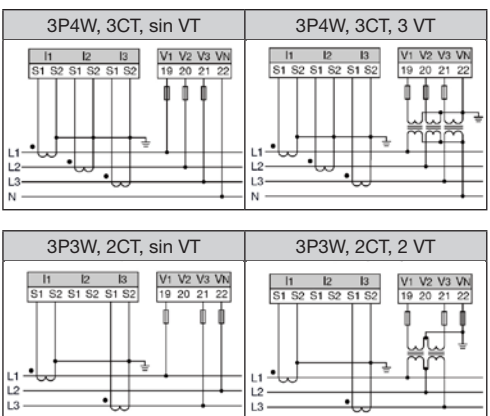 3P4W, 3CT, sin VT
I1 I2 I3 V1 V2 V3 VN
S1 S2 S1 S2 S1 S2 19 20 21 22
L1
L2
L3
N
3P4W, 3CT, 3 VT
I1 I2 I3 V1 V2 V3 VN
S1 S2 S1 S2 S1 S2 19 20 21 22
L1
L2
L3
N
3P3W, 2CT, sin VT
I1 I2 I3 V1 V2 V3 VN
S1 S2 S1 S2 S1 S2 19 20 21 22
L1
L2
L3
3P3W, 2CT, 2 VT
I1 I2 I3 V1 V2 V3 VN
S1 S2 S1 S2 S1 S2 19 20 21 22
L1
L2
L3